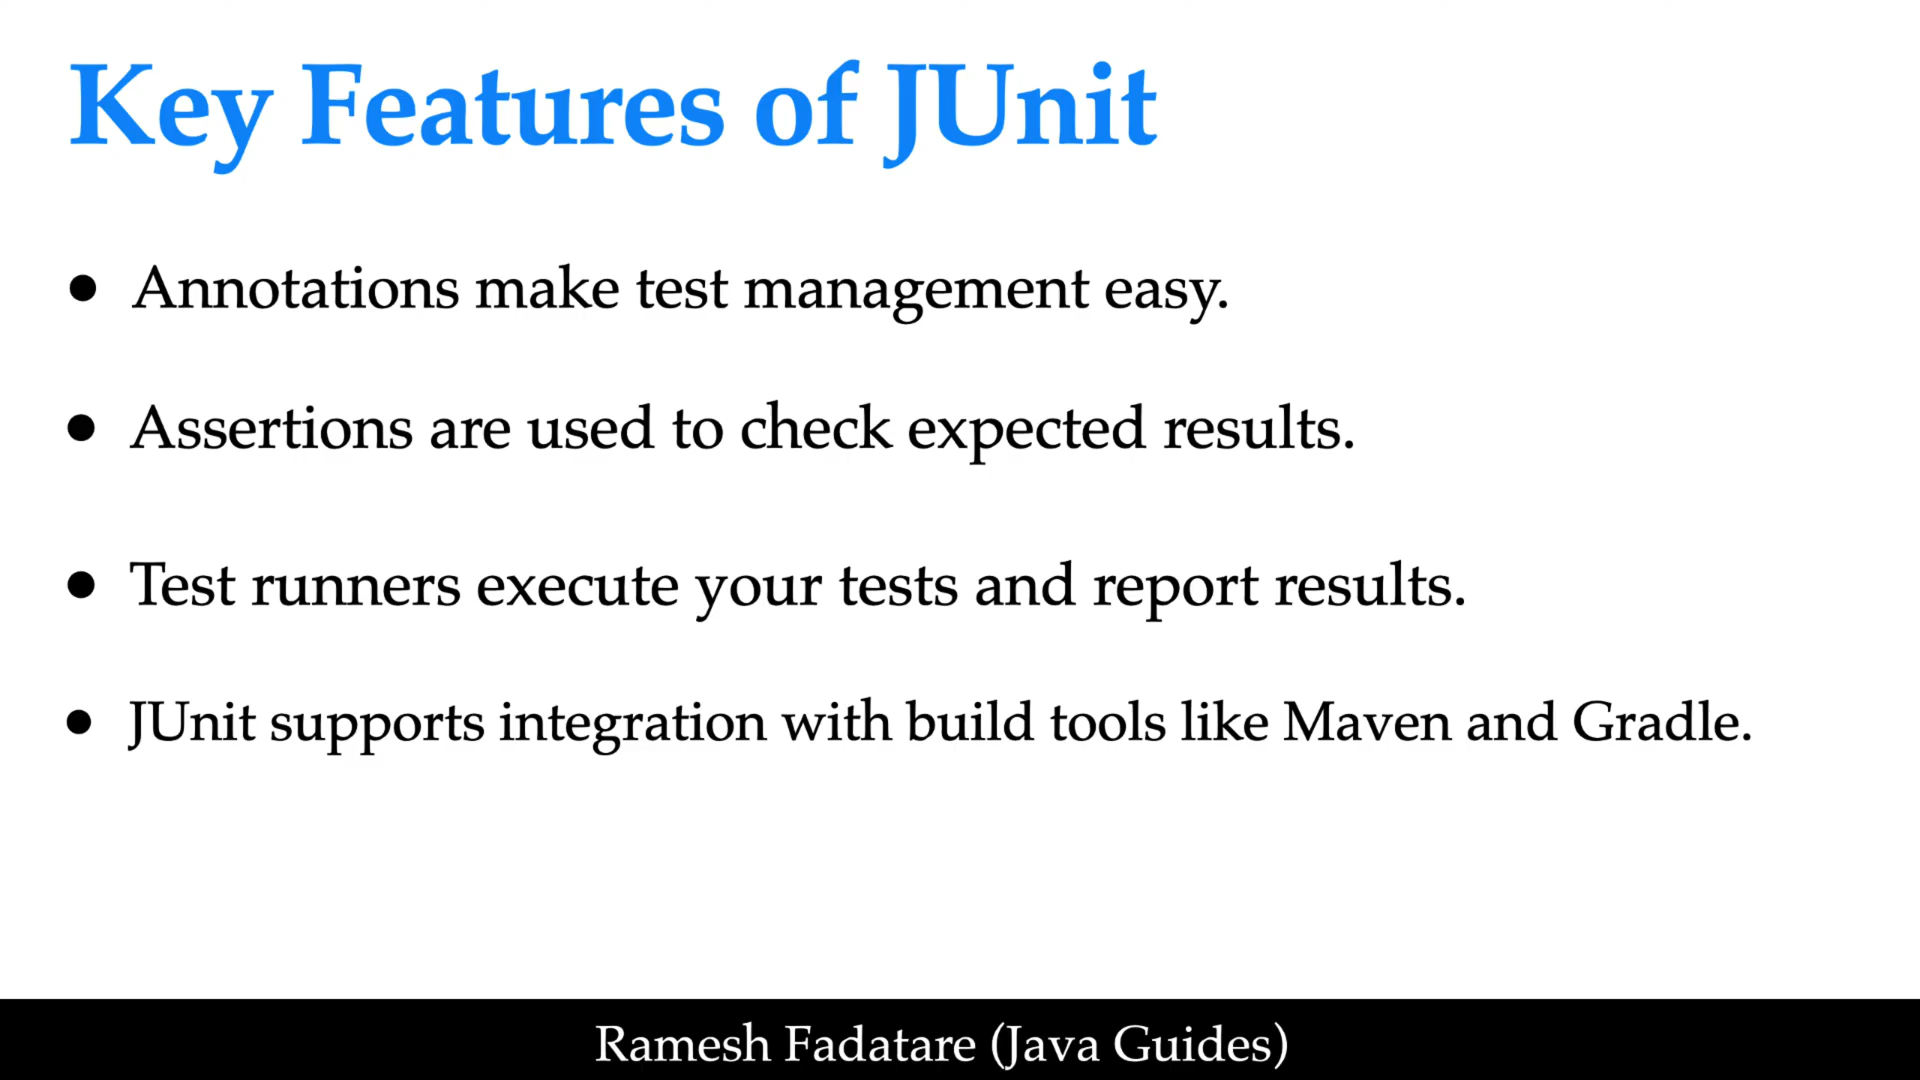 Key Features of JUnit
• Annotations make test management easy.
• Assertions are used to check expected results.
• Test runners execute your tests and report results.
• JUnit supports integration with build tools like Maven and Gradle.
Ramesh Fadatare (Java Guides)